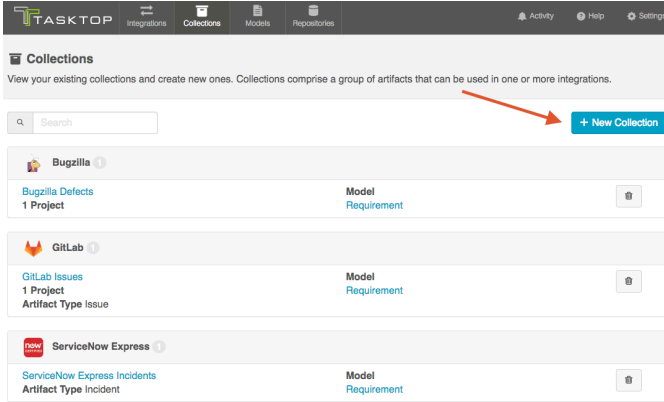 TASKTOP
Integrations
Collections
Models
Repositories
Activity
Help
Settings
Collections
View your existing collections and create new ones. Collections comprise a group of artifacts that can be used in one or more integrations.
Search
+ New Collection
Bugzilla 1
Bugzilla Defects
Model
1 Project
Requirement
GitLab 1
GitLab Issues
Model
1 Project
Requirement
Artifact Type Issue
now
ServiceNow Express 1
ServiceNow Express Incidents
Model
Artifact Type Incident
Requirement